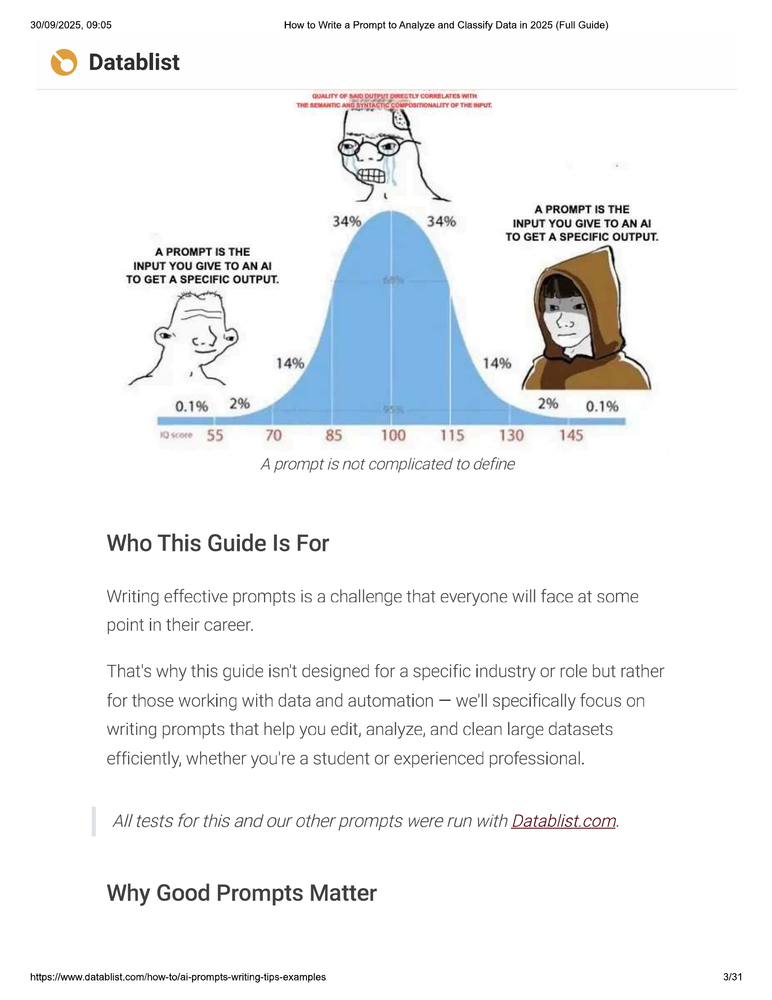 30/09/2025, 09:05
How to Write a Prompt to Analyze and Classify Data in 2025 (Full Guide)
Datablist
QUALITY OF SAID OUTPUT DIRECTLY CORRELATES WITH
THE SEMANTIC AND SYNTACTIC COMPOSITIONALITY OF THE INPUT.
A PROMPT IS THE
INPUT YOU GIVE TO AN AI
TO GET A SPECIFIC OUTPUT.
34%
34%
A PROMPT IS THE
INPUT YOU GIVE TO AN AI
TO GET A SPECIFIC OUTPUT.
68%
14%
14%
0.1%
2%
95%
2%
0.1%
IQ score
55
70
85
100
115
130
145
A prompt is not complicated to define
Who This Guide Is For
Writing effective prompts is a challenge that everyone will face at some
point in their career.
That's why this guide isn't designed for a specific industry or role but rather
for those working with data and automation — we'll specifically focus on
writing prompts that help you edit, analyze, and clean large datasets
efficiently, whether you're a student or experienced professional.
All tests for this and our other prompts were run with Datablist.com.
Why Good Prompts Matter
https://www.datablist.com/how-to/ai-prompts-writing-tips-examples
3/31